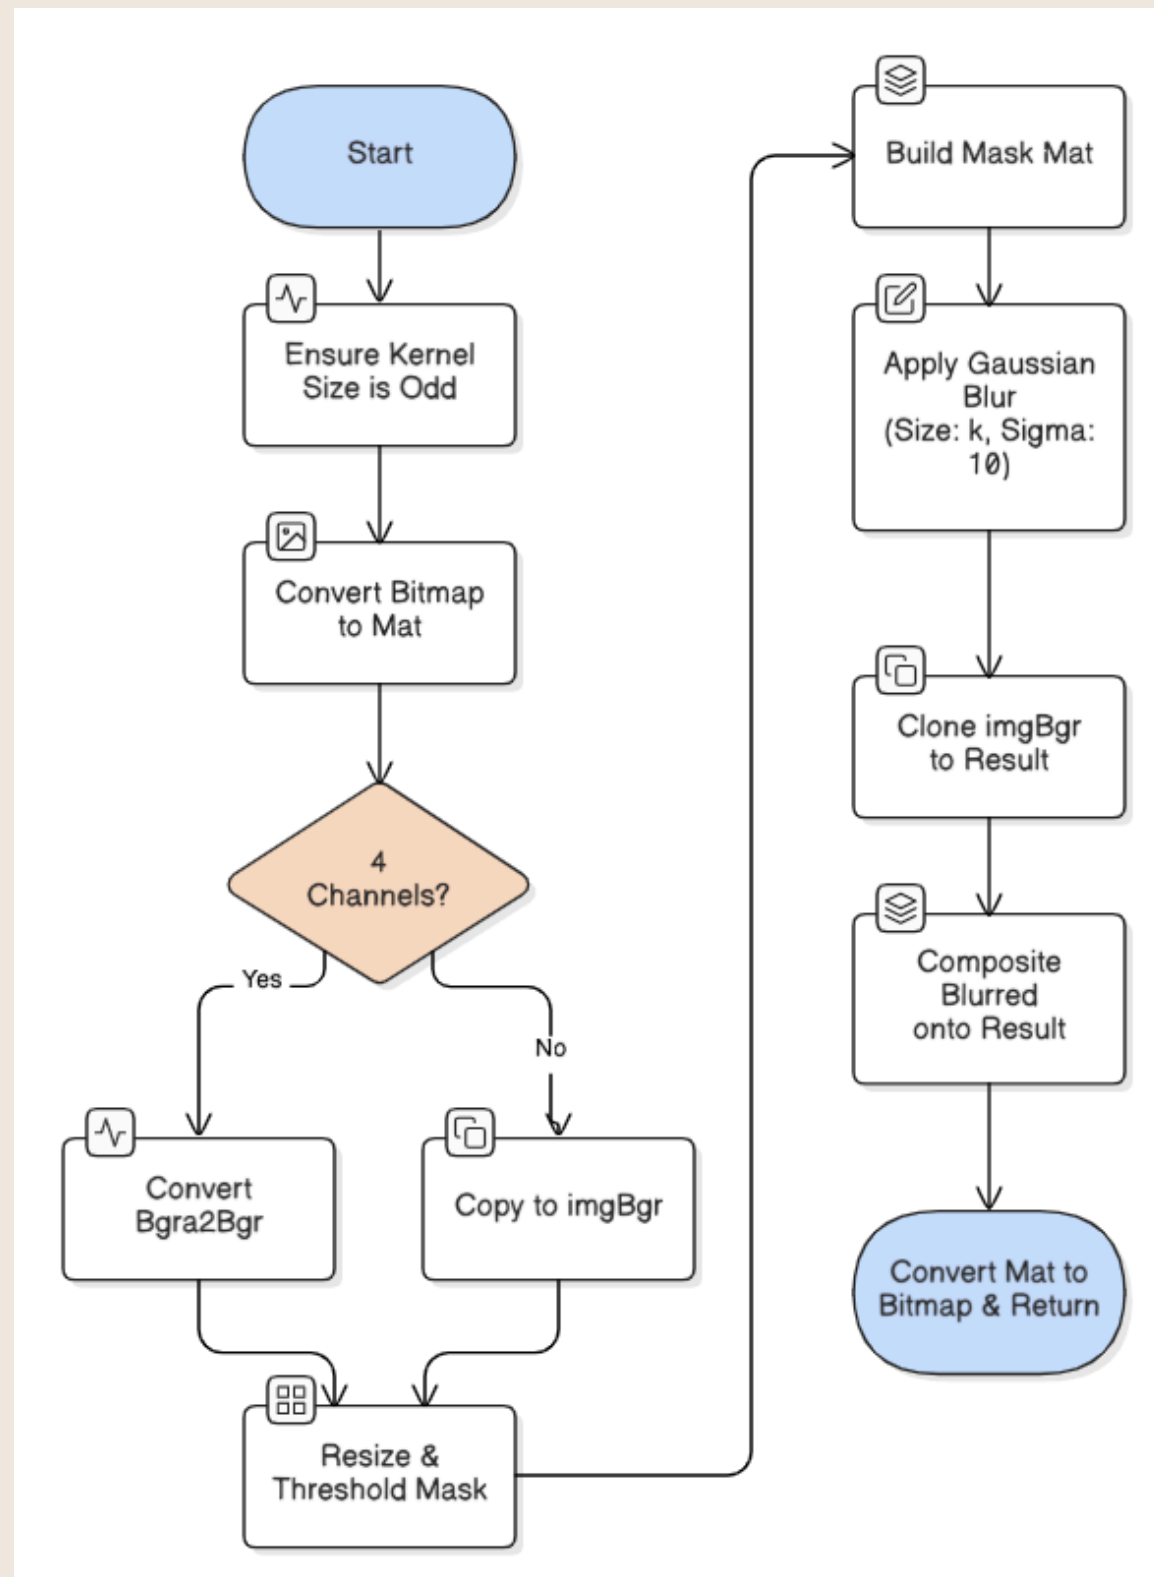 Start
Ensure Kernel
Size is Odd
Convert Bitmap
to Mat
4
Channels?
Yes
No
Convert
Bgra2Bgr
Copy to imgBgr
Resize &
Threshold Mask
Build Mask Mat
Apply Gaussian
Blur
(Size: k, Sigma:
10)
Clone imgBgr
to Result
Composite
Blurred
onto Result
Convert Mat to
Bitmap & Return